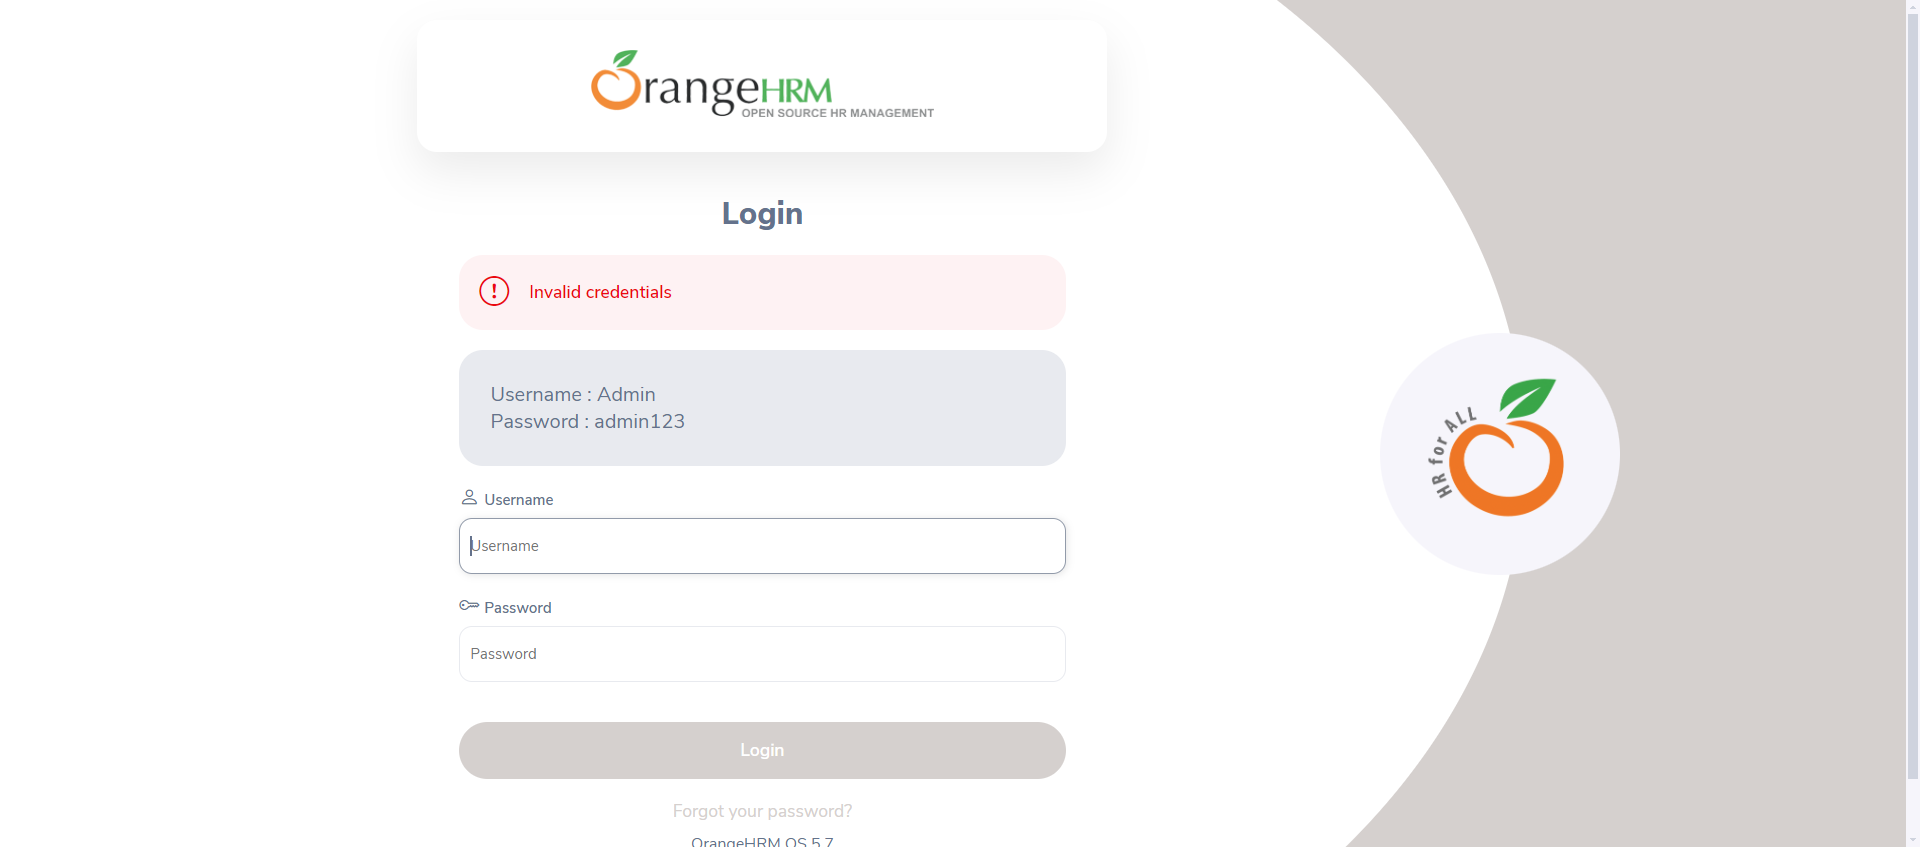 OrangeHRM
OPEN SOURCE HR MANAGEMENT
Login
Invalid credentials
Username : Admin
Password : admin123
Username
Username
Password
Password
Login
Forgot your password?
OrangeHRM OS 5.7
HR for ALL